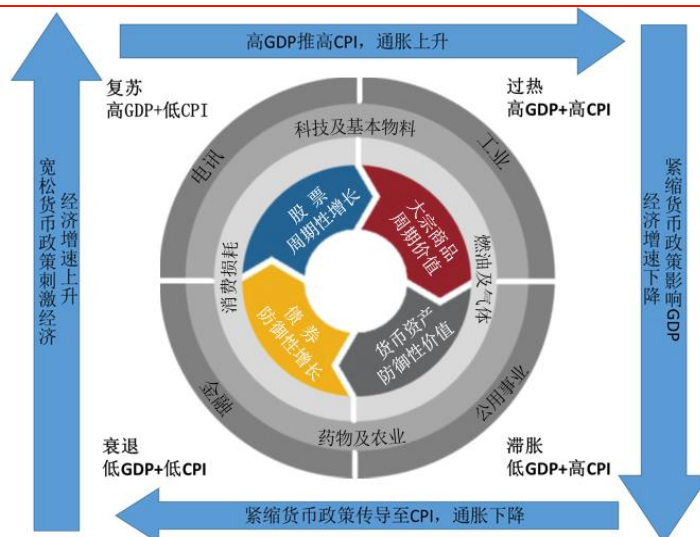 高GDP推高CPI，通胀上升
复苏
高GDP+低CPI
过热
高GDP+高CPI
科技及基本物料
电讯
工业
股票
周期性增长
大宗商品
周期价值
宽松货币政策刺激经济
经济增速上升
消费损耗
燃油及气体
经济增速下降
紧缩货币政策影响GDP
债券
防御性增长
货币资产
防御性价值
金融
公用事业
药物及农业
衰退
低GDP+低CPI
滞胀
低GDP+高CPI
紧缩货币政策传导至CPI，通胀下降